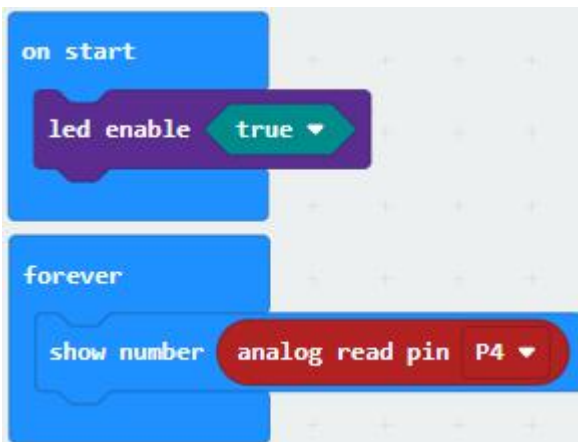 on start
led enable true
forever
show number analog read pin P4